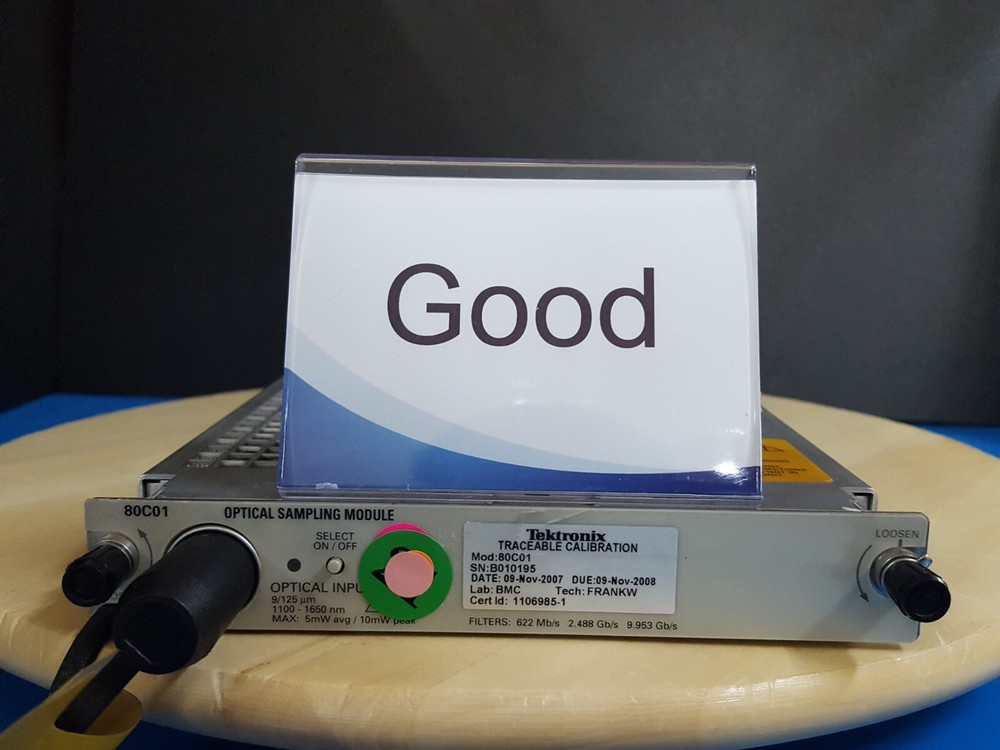 Good
80C01
OPTICAL SAMPLING MODULE
SELECT
ON / OFF
OPTICAL
9/125 µm
1100 - 1650 nm
MAX: 5mW avg / 10mW peak
Tektronix
TRACEABLE CALIBRATION
Mod:80C01
SN:B010195
DATE: 09-Nov-2007 DUE:09-Nov-2008
Lab: BMC Tech: FRANKW
Cert Id: 1106985-1
FILTERS: 622 Mb/s 2.488 Gb/s 9.953 Gb/s
LOOSEN